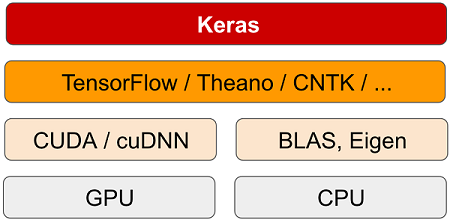 Keras
TensorFlow / Theano / CNTK / ...
CUDA / cuDNN
BLAS, Eigen
GPU
CPU